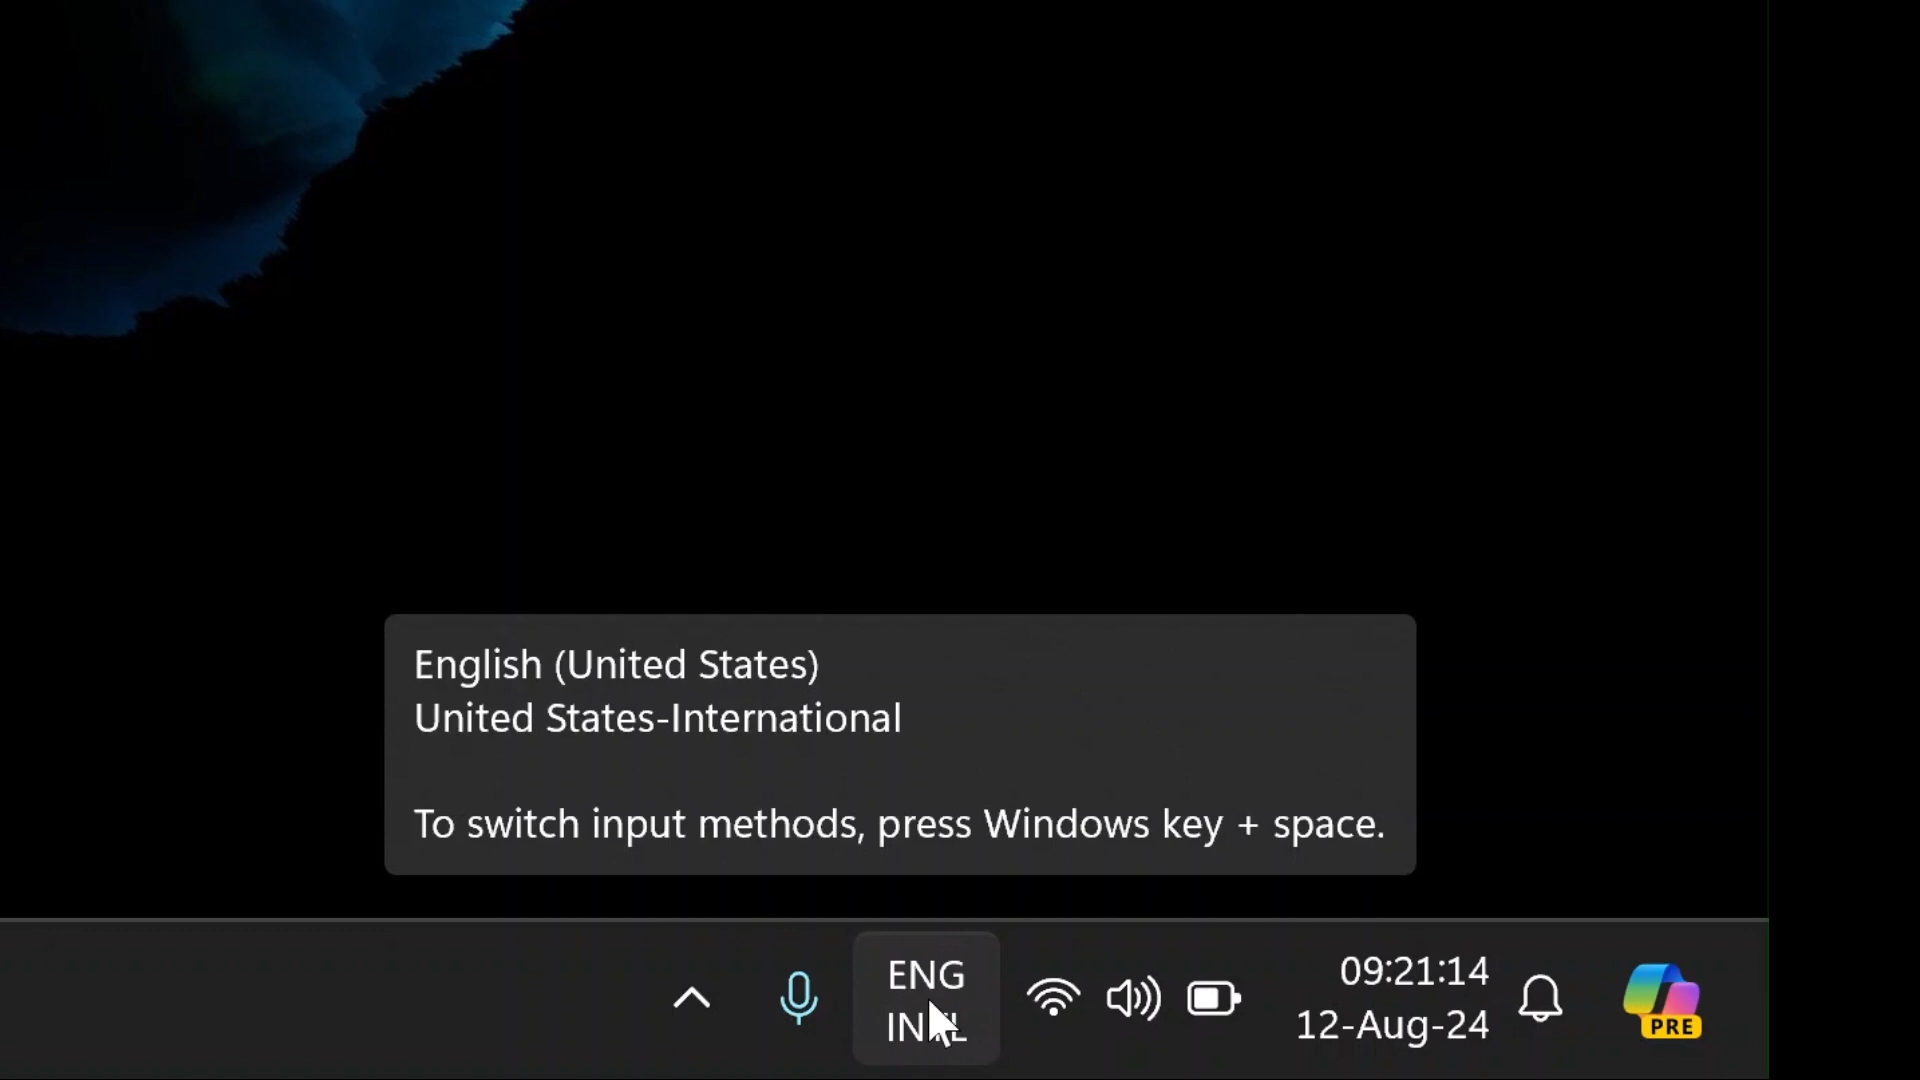 English (United States)
United States-International
To switch input methods, press Windows key + space.
ENG
09:21:14
12-Aug-24
PRE